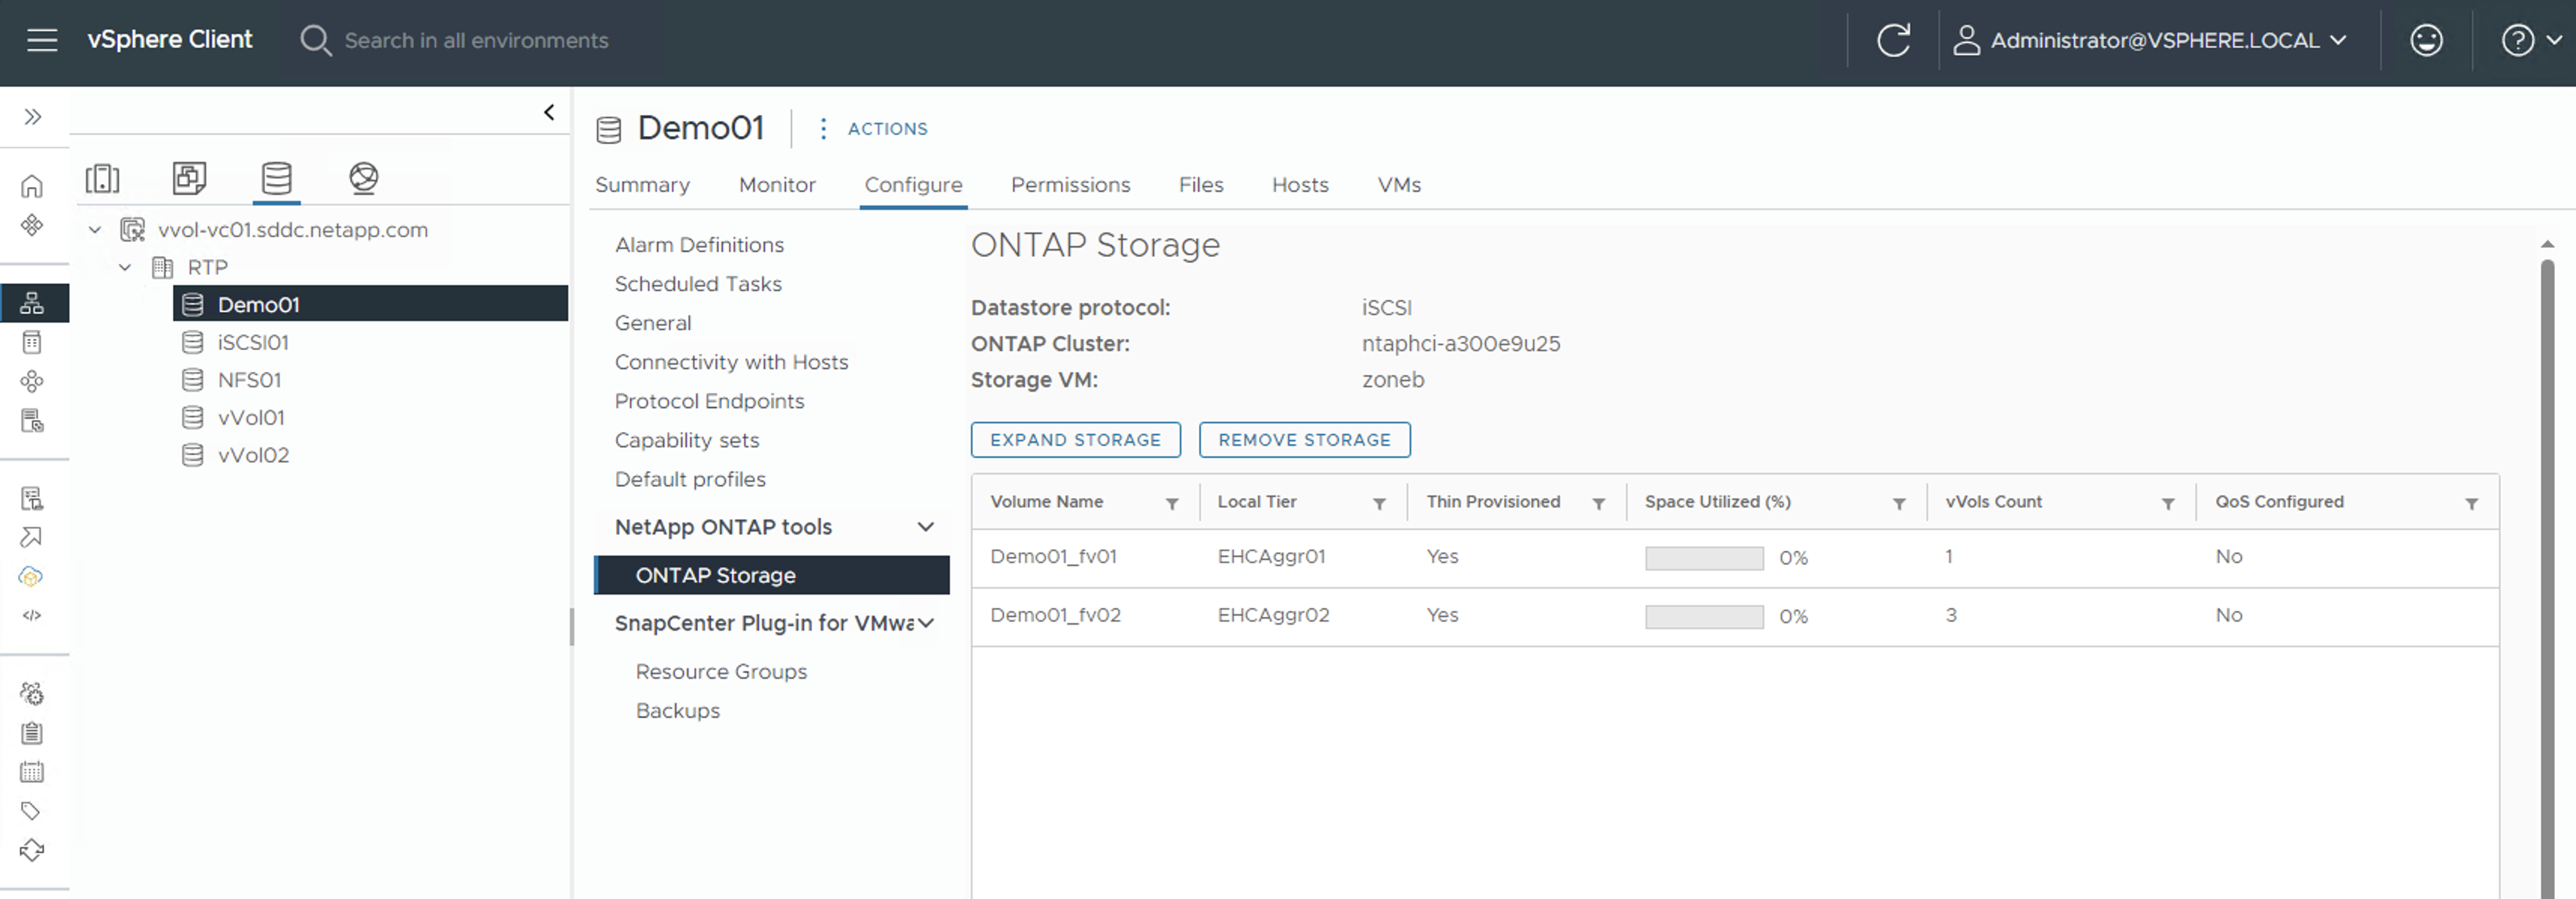 vSphere Client
Search in all environments
Administrator@VSPHERE.LOCAL
vvol-vc01.sddc.netapp.com
RTP
Demo01
iSCSI01
NFS01
vVol01
vVol02
Demo01
ACTIONS
Summary Monitor Configure Permissions Files Hosts VMs
Alarm Definitions
Scheduled Tasks
General
Connectivity with Hosts
Protocol Endpoints
Capability sets
Default profiles
NetApp ONTAP tools
ONTAP Storage
SnapCenter Plug-in for VMwa
Resource Groups
Backups
ONTAP Storage
Datastore protocol: iSCSI
ONTAP Cluster: ntaphci-a300e9u25
Storage VM: zoneb
EXPAND STORAGE REMOVE STORAGE
Volume Name Local Tier Thin Provisioned Space Utilized (%) vVols Count QoS Configured
Demo01_fv01 EHCAggr01 Yes 0% 1 No
Demo01_fv02 EHCAggr02 Yes 0% 3 No